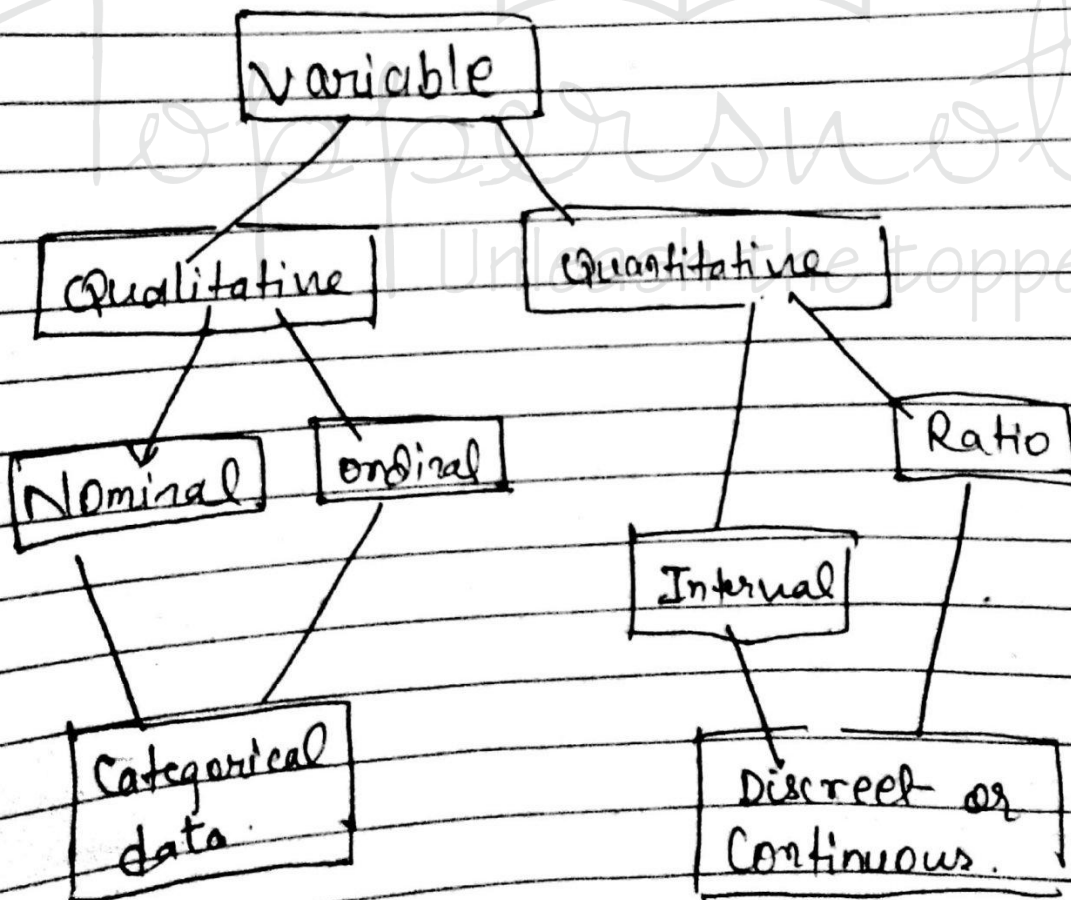 Variable
Qualitative
Quantitative
Nominal
ordinal
Ratio
Interval
Categorical
data.
Discreet or
Continuous.